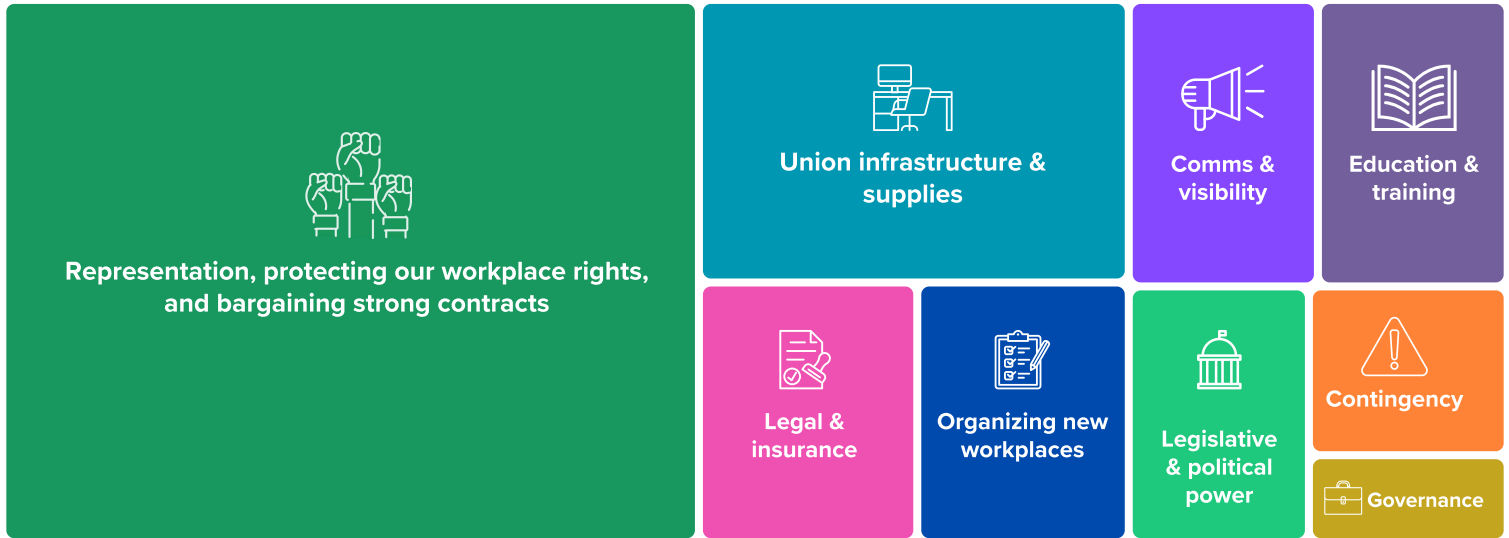 Representation, protecting our workplace rights,
and bargaining strong contracts
Union infrastructure &
supplies
Comms &
visibility
Education &
training
Legal &
insurance
Organizing new
workplaces
Legislative
& political
power
Contingency
Governance